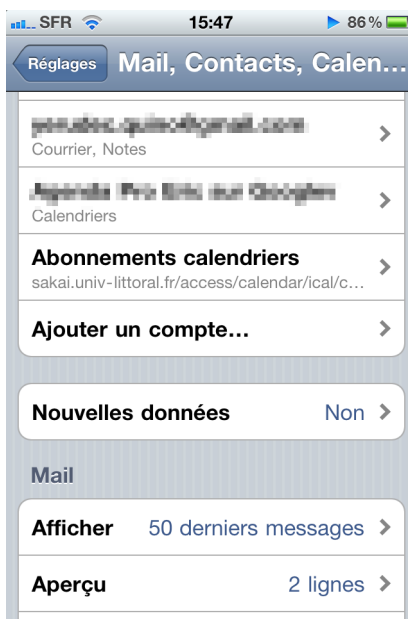 SFR 15:47 86 %
Réglages Mail, Contacts, Calen...
Courrier, Notes
Calendriers
Abonnements calendriers
sakai.univ-littoral.fr/access/calendar/ical/c...
Ajouter un compte...
Nouvelles données Non
Mail
Afficher 50 derniers messages
Aperçu 2 lignes